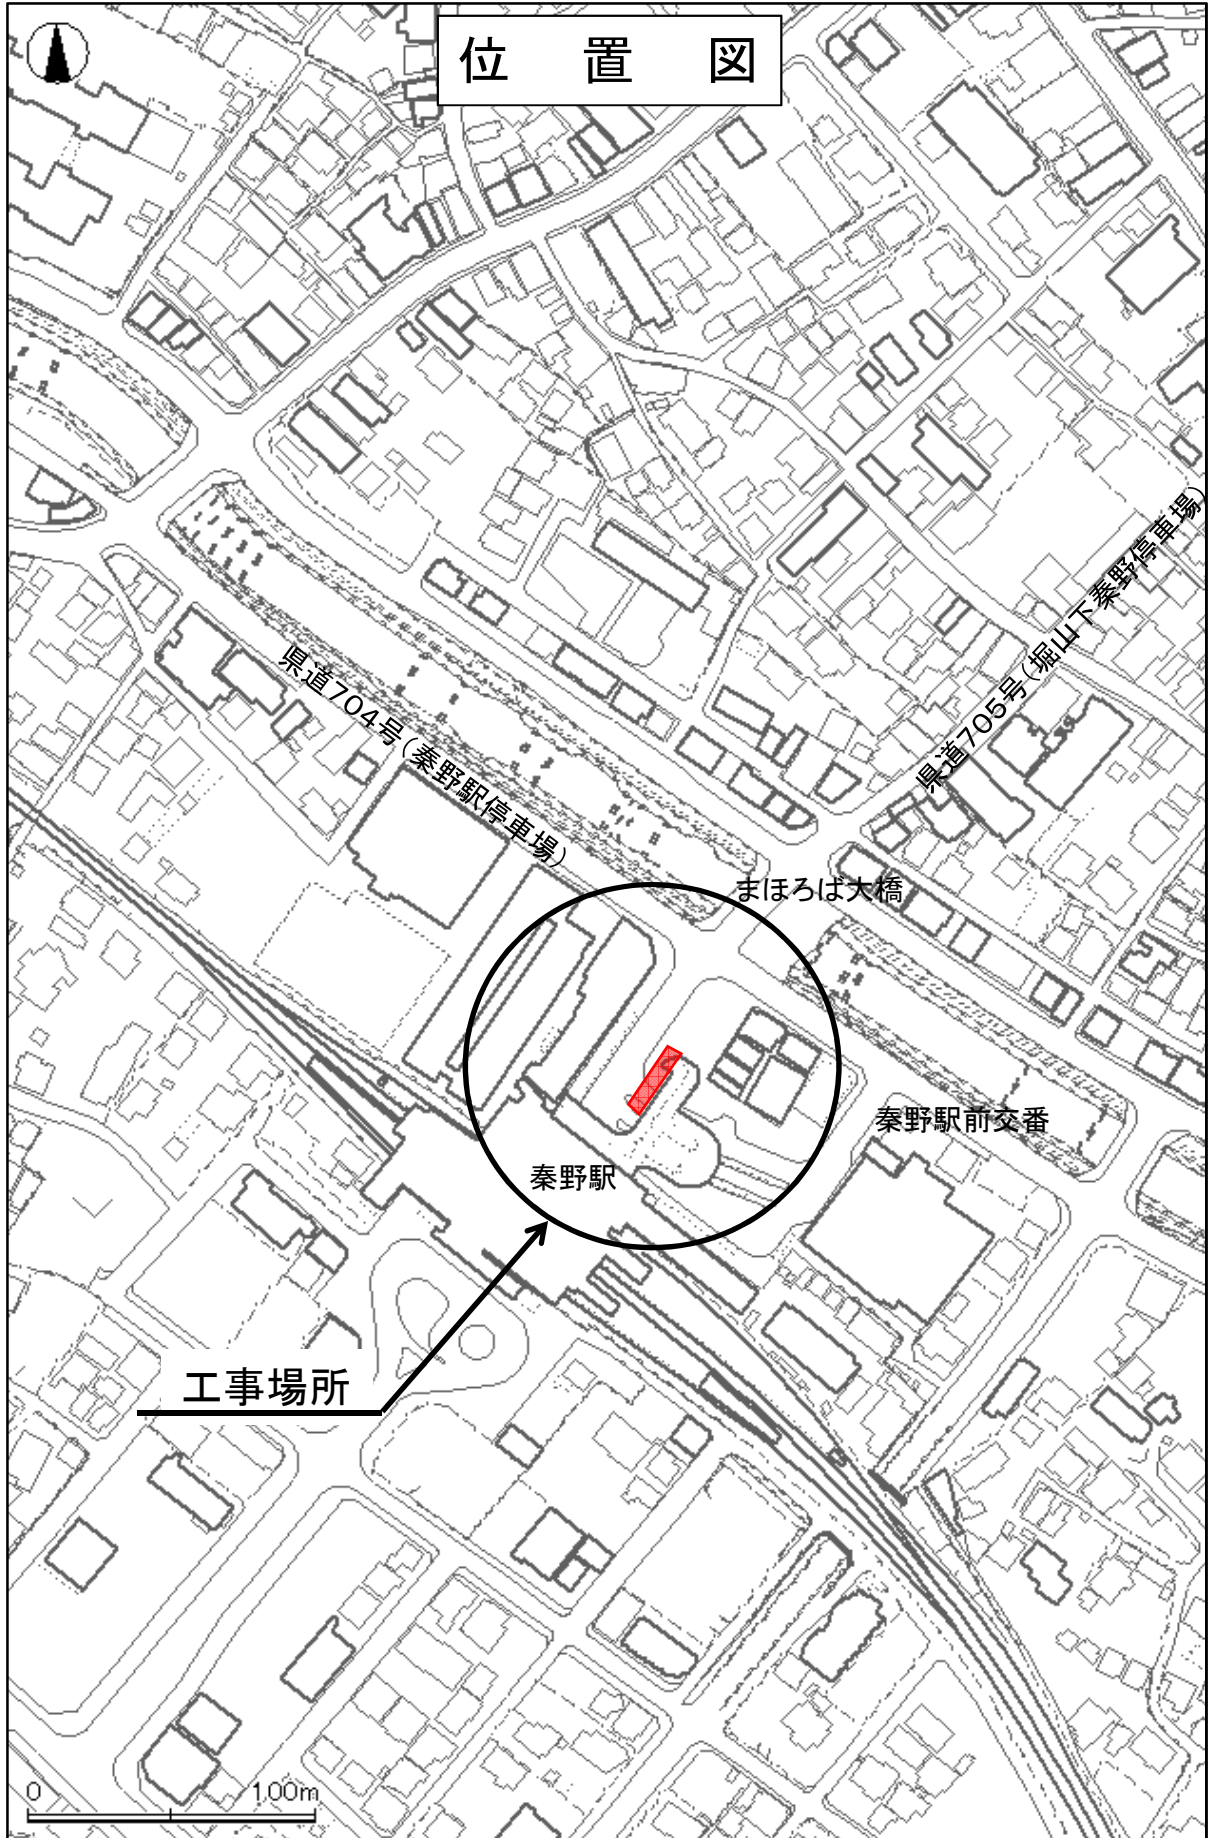 位 置 図
県道705号(堀山下秦野停車場)
県道704号(秦野駅停車場)
まほろば大橋
秦野駅前交番
秦野駅
工事場所
0 100m